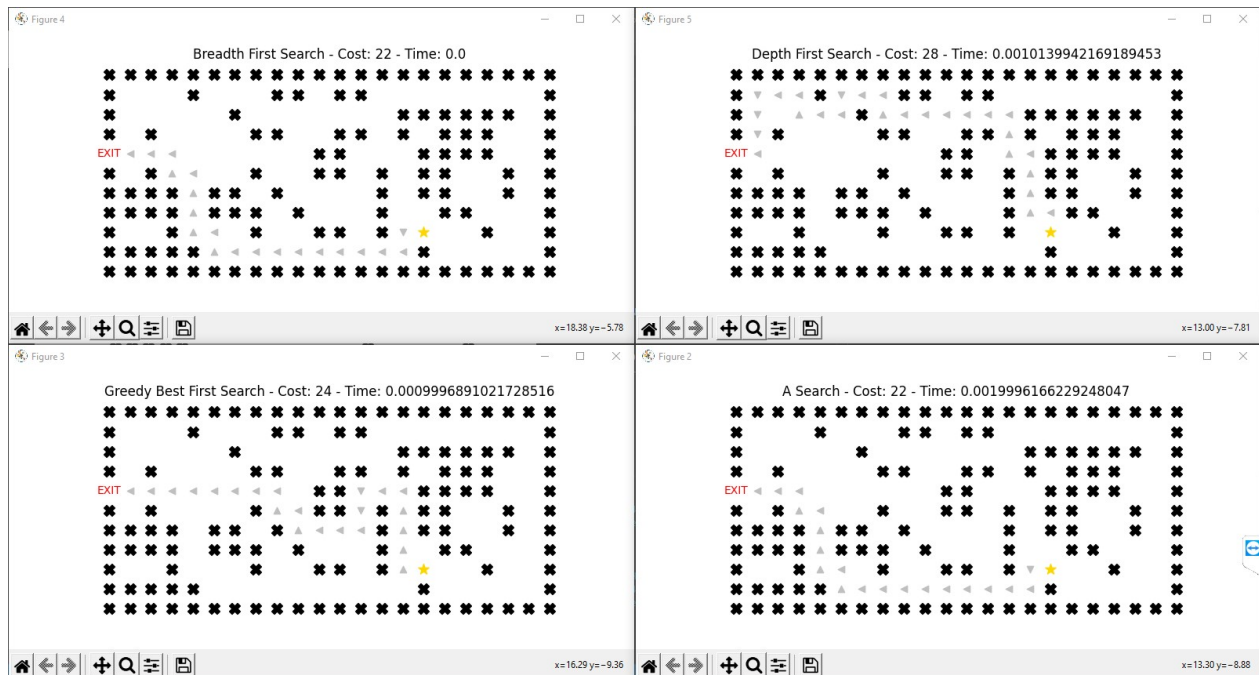 Figure 4
Breadth First Search - Cost: 22 - Time: 0.0
EXIT
x=18.38 y=−5.78
Figure 5
Depth First Search - Cost: 28 - Time: 0.0010139942169189453
EXIT
x=13.00 y=−7.81
Figure 3
Greedy Best First Search - Cost: 24 - Time: 0.0009996891021728516
EXIT
x=16.29 y=−9.36
Figure 2
A Search - Cost: 22 - Time: 0.0019996166229248047
EXIT
x=13.30 y=−8.88